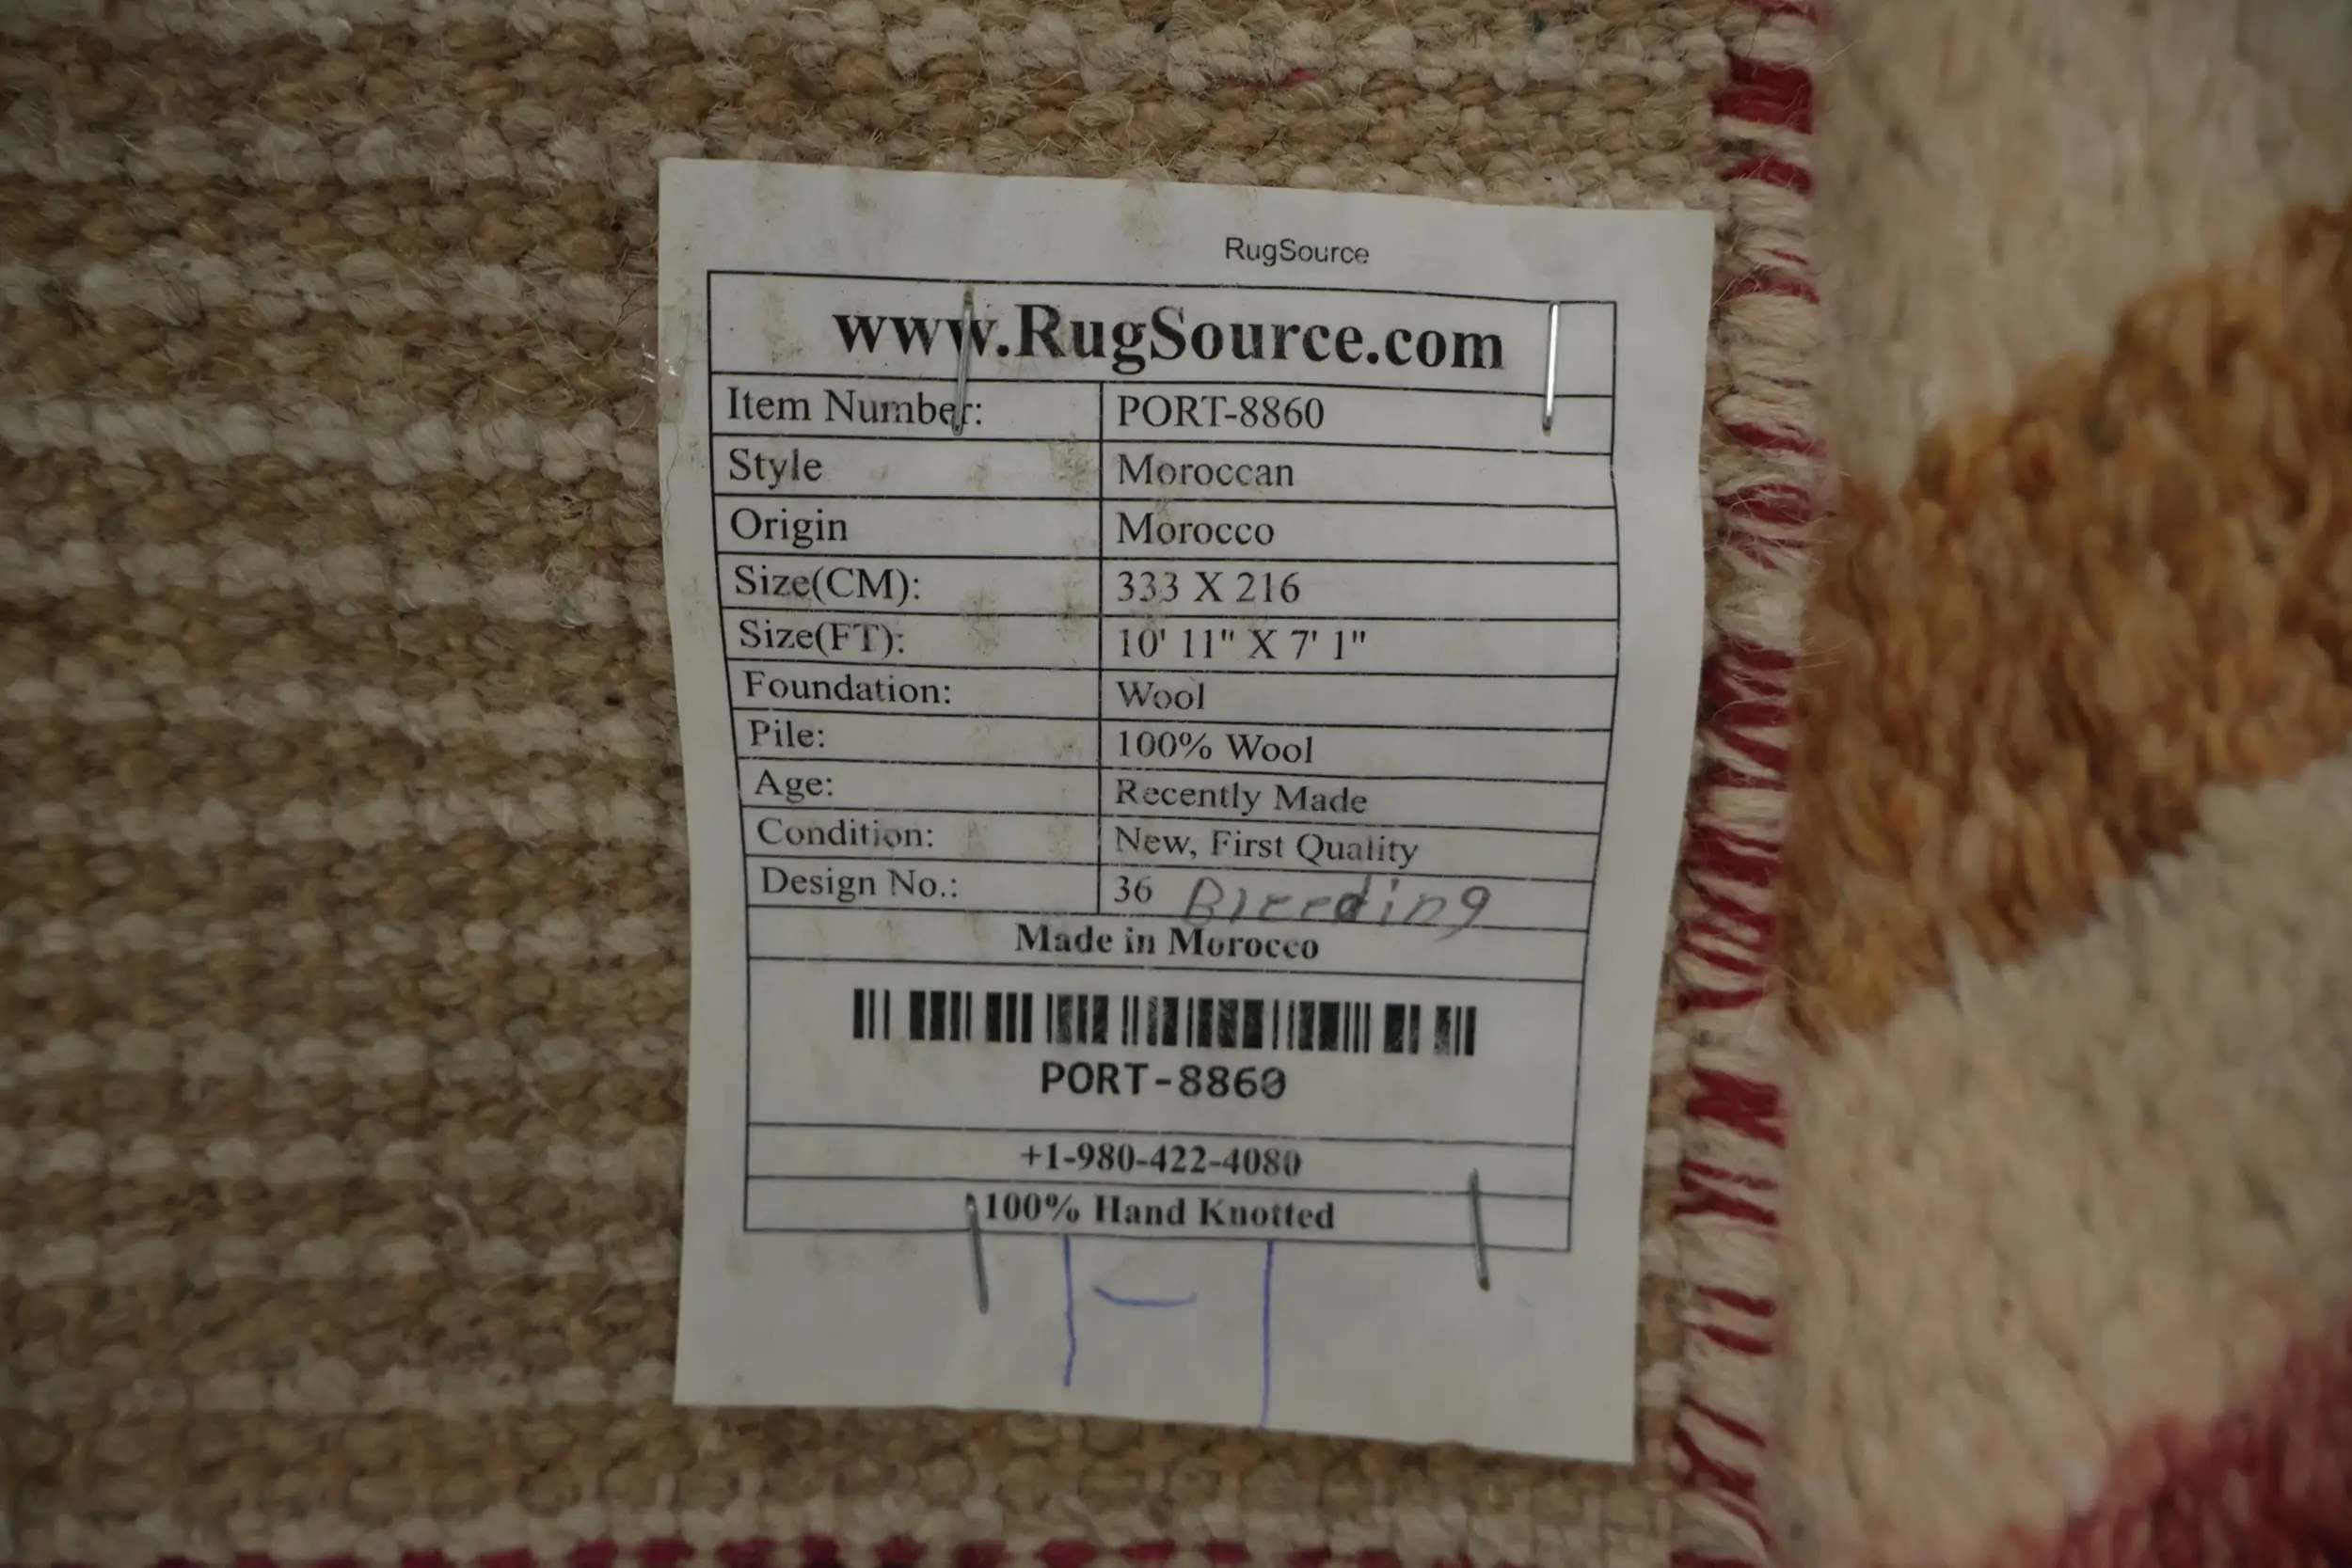 RugSource
www.RugSource.com
Item Number: PORT-8860
Style Moroccan
Origin Morocco
Size(CM): 333 X 216
Size(FT): 10' 11" X 7' 1"
Foundation: Wool
Pile: 100% Wool
Age: Recently Made
Condition: New, First Quality
Design No.: 36 Bleeding
Made in Morocco
PORT-8860
+1-980-422-4080
100% Hand Knotted